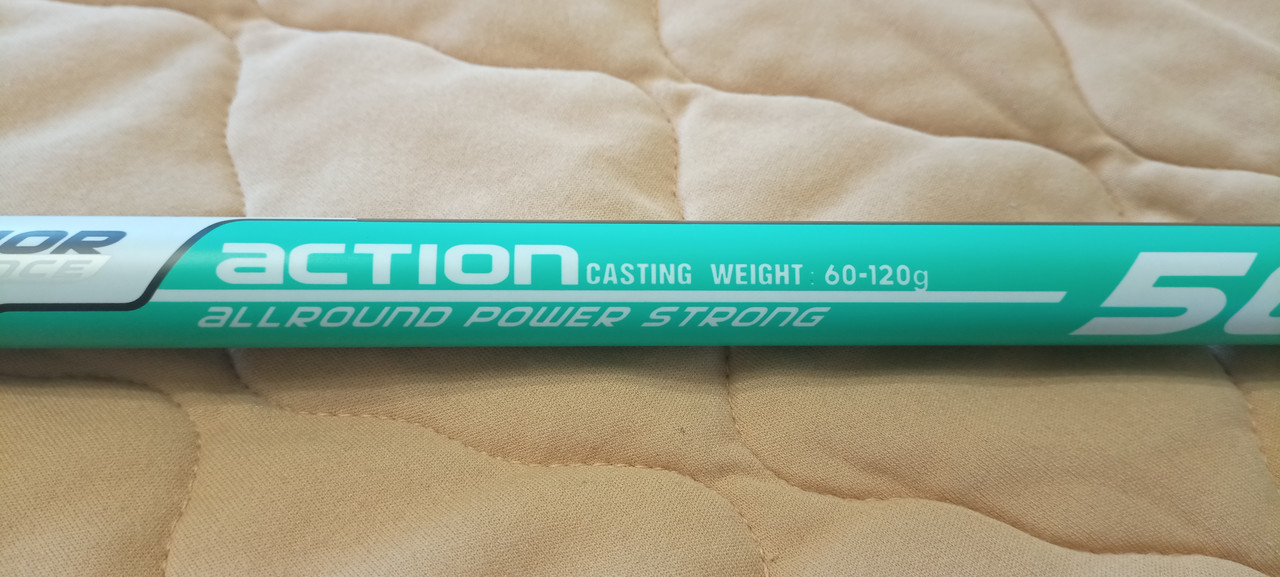 ACTION CASTING WEIGHT : 60-120g
ALLROUND POWER STRONG